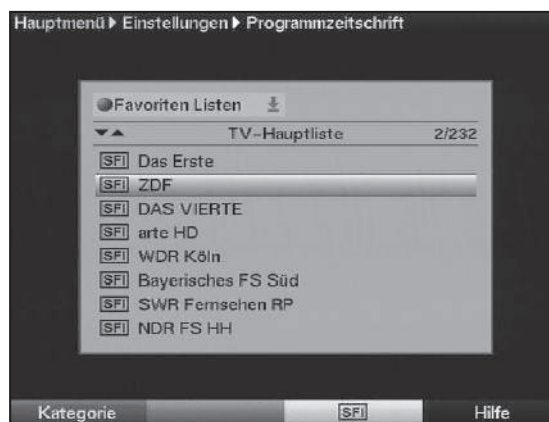 Hauptmenü ▶ Einstellungen ▶ Programmzeitschrift
Favoriten Listen
TV-Hauptliste 2/232
SFI Das Erste
SFI ZDF
SFI DAS VIERTE
SFI arte HD
SFI WDR Köln
SFI Bayerisches FS Süd
SFI SWR Fernsehen RP
SFI NDR FS HH
Kategorie SFI Hilfe